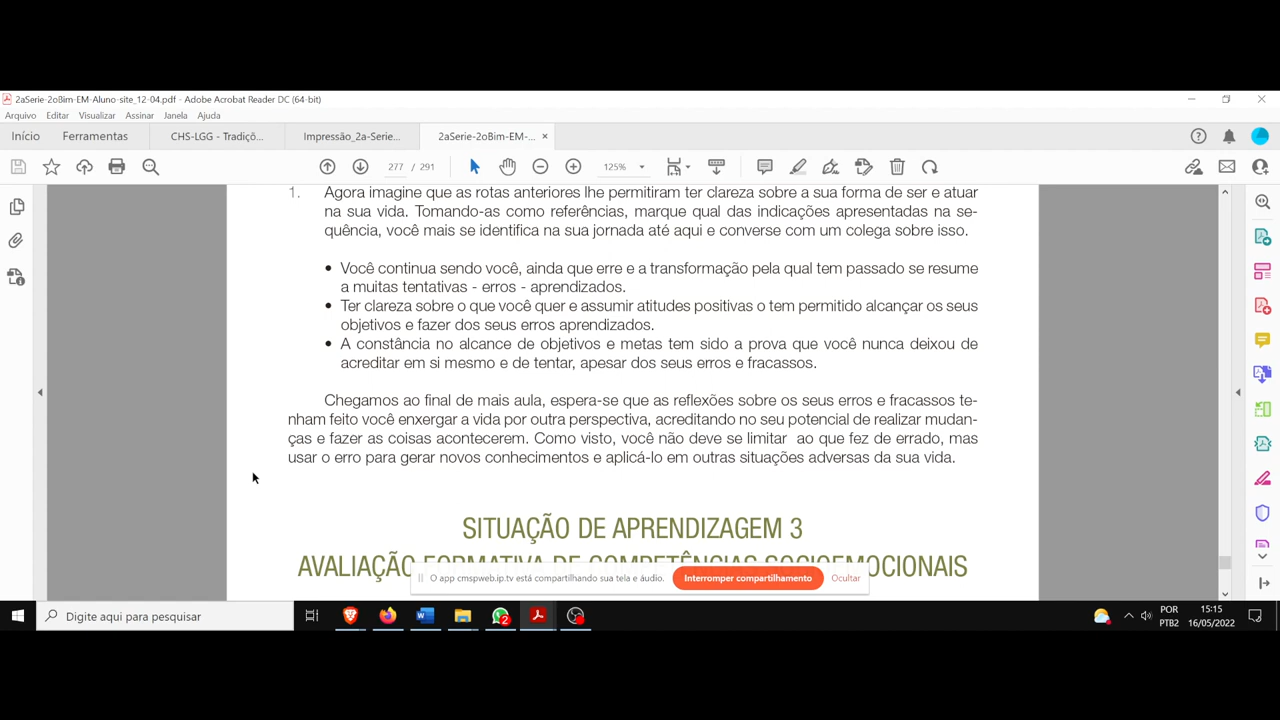 2aSerie-2oBim-EM-Aluno-site_12-04.pdf - Adobe Acrobat Reader DC (64-bit)
Arquivo Editar Visualizar Assinar Janela Ajuda
Início Ferramentas CHS-LGG - Tradiçõ... Impressão_2a-Serie... 2aSerie-2oBim-EM-...
277 / 291 125%
1. Agora imagine que as rotas anteriores lhe permitiram ter clareza sobre a sua forma de ser e atuar
na sua vida. Tomando-as como referências, marque qual das indicações apresentadas na se-
quência, você mais se identifica na sua jornada até aqui e converse com um colega sobre isso.
• Você continua sendo você, ainda que erre e a transformação pela qual tem passado se resume
a muitas tentativas - erros - aprendizados.
• Ter clareza sobre o que você quer e assumir atitudes positivas o tem permitido alcançar os seus
objetivos e fazer dos seus erros aprendizados.
• A constância no alcance de objetivos e metas tem sido a prova que você nunca deixou de
acreditar em si mesmo e de tentar, apesar dos seus erros e fracassos.
Chegamos ao final de mais aula, espera-se que as reflexões sobre os seus erros e fracassos te-
nham feito você enxergar a vida por outra perspectiva, acreditando no seu potencial de realizar mudan-
ças e fazer as coisas acontecerem. Como visto, você não deve se limitar ao que fez de errado, mas
usar o erro para gerar novos conhecimentos e aplicá-lo em outras situações adversas da sua vida.
SITUAÇÃO DE APRENDIZAGEM 3
AVALIAÇÃO FORMATIVA DE COMPETÊNCIAS SOCIOEMOCIONAIS
O app cmspweb.ip.tv está compartilhando sua tela e áudio. Interromper compartilhamento Ocultar
Digite aqui para pesquisar 2 POR 15:15
PTB2 16/05/2022